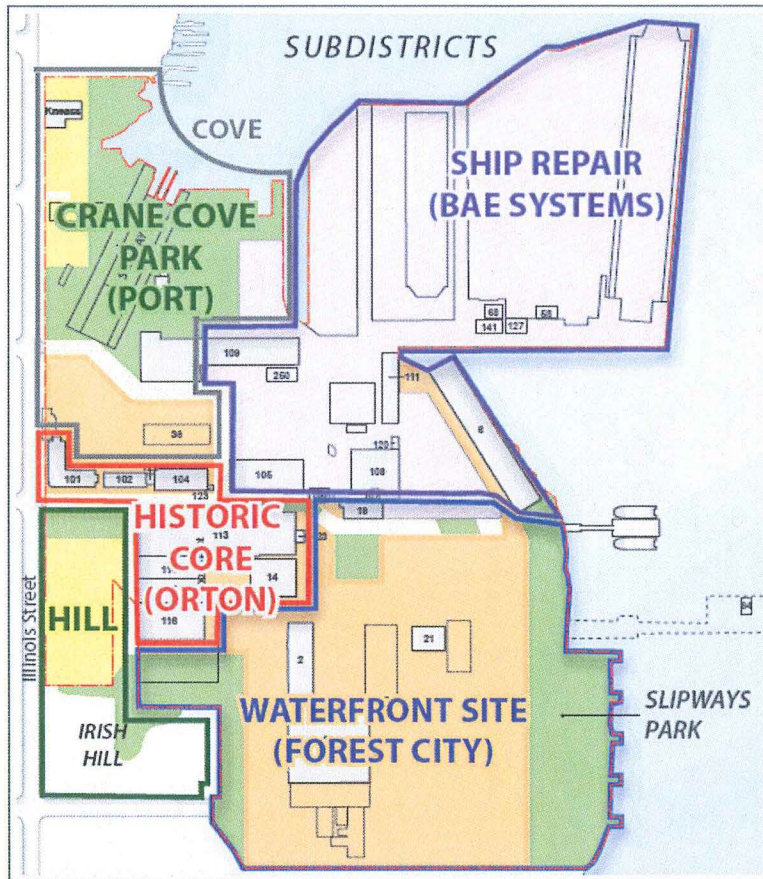 SUBDISTRICTS
Kneass
COVE
SHIP REPAIR
(BAE SYSTEMS)
CRANE COVE
PARK
(PORT)
68
58
141
127
109
260
111
36
6
120
101
102
104
105
108
123
HISTORIC
CORE
(ORTON)
113
18
14
116
Illinois Street
HILL
2
21
WATERFRONT SITE
(FOREST CITY)
SLIPWAYS
PARK
IRISH
HILL